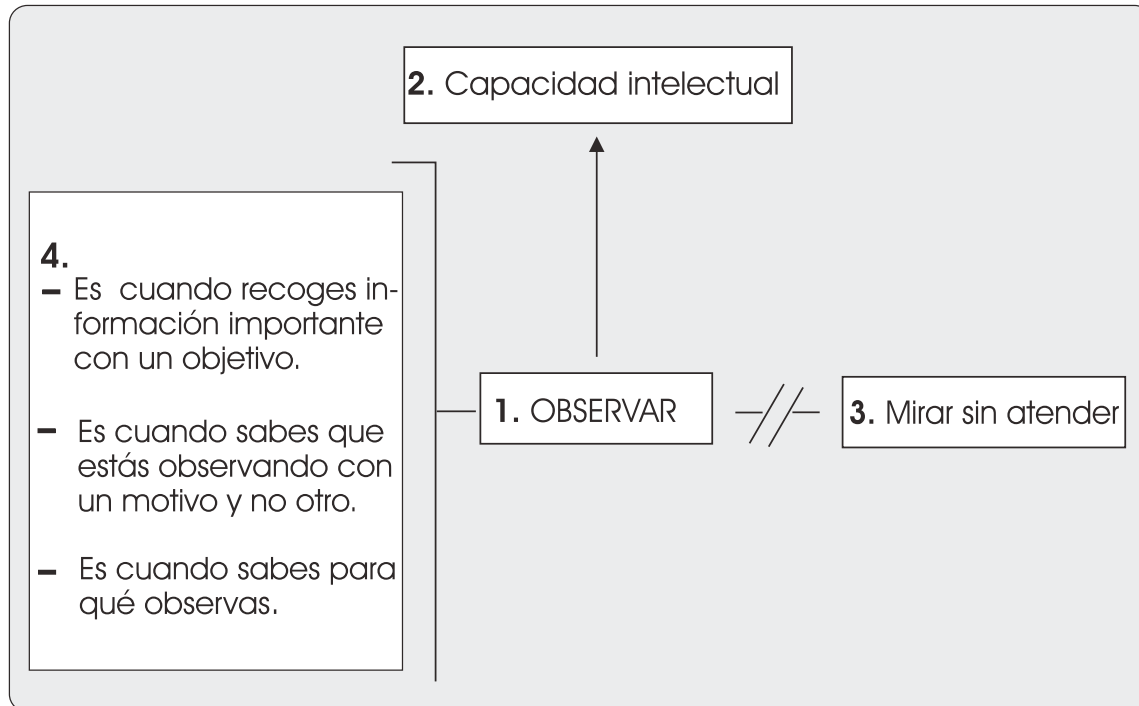 2. Capacidad intelectual
4.
– Es cuando recoges in-
formación importante
con un objetivo.
– Es cuando sabes que
estás observando con
un motivo y no otro.
– Es cuando sabes para
qué observas.
1. OBSERVAR
3. Mirar sin atender